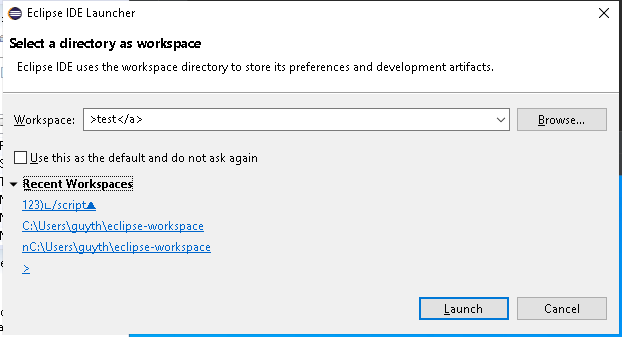 Eclipse IDE Launcher
Select a directory as workspace
Eclipse IDE uses the workspace directory to store its preferences and development artifacts.
Workspace: >test</a> Browse...
Use this as the default and do not ask again
Recent Workspaces
123)ட/script▲
C:\Users\guyth\eclipse-workspace
nC:\Users\guyth\eclipse-workspace
>
Launch Cancel